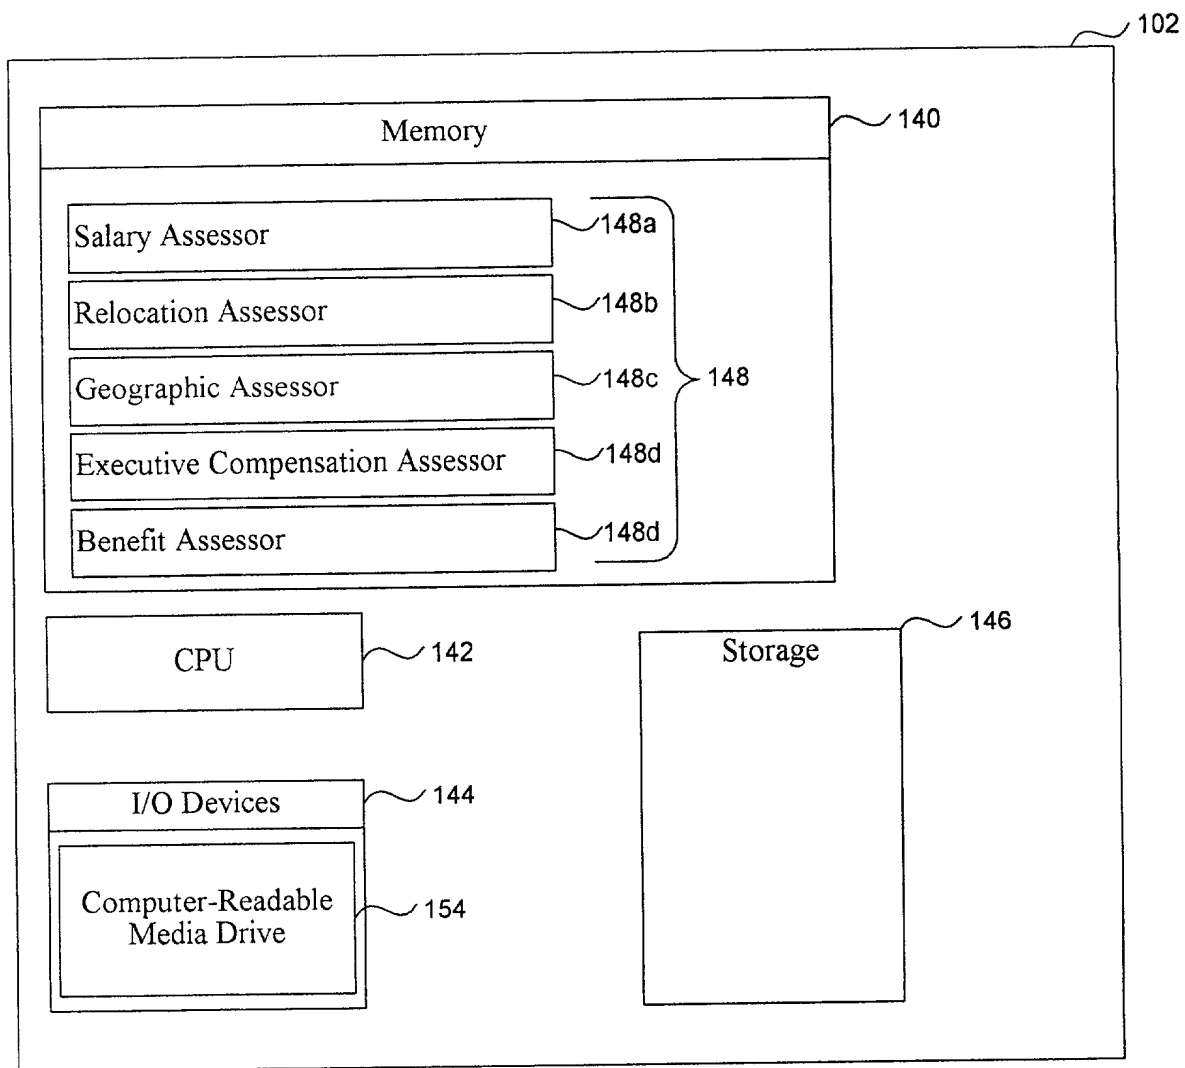 102
Memory
140
Salary Assessor
148a
Relocation Assessor
148b
Geographic Assessor
148c
148
Executive Compensation Assessor
148d
Benefit Assessor
148d
CPU
142
Storage
146
I/O Devices
144
Computer-Readable
Media Drive
154